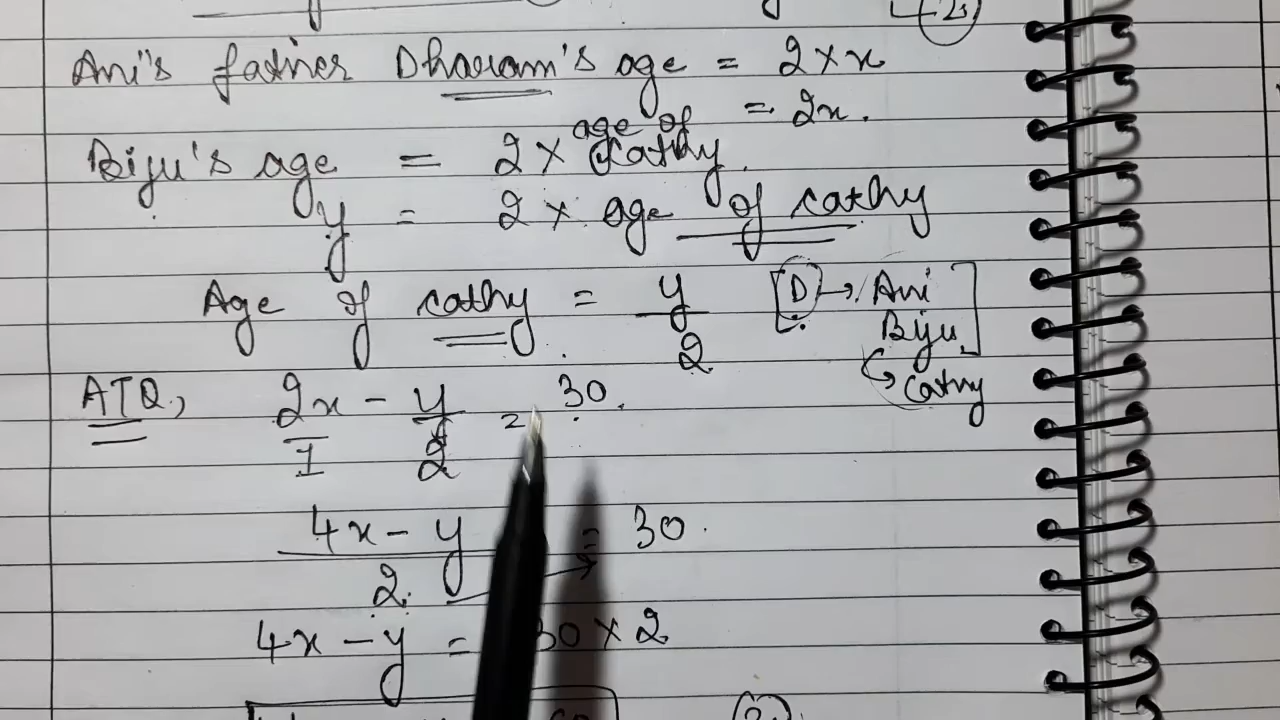 Ani's father Dharam's age = 2 × x
= 2x.
Biju's age = 2 × age of Cathy.
y = 2 × age of cathy
Age of cathy = y/2 [D → Ani
Biju]
→ Cathy
ATQ, 2x/1 - y/2 = 30.
4x - y/2 = 30.
4x - y = 30 × 2